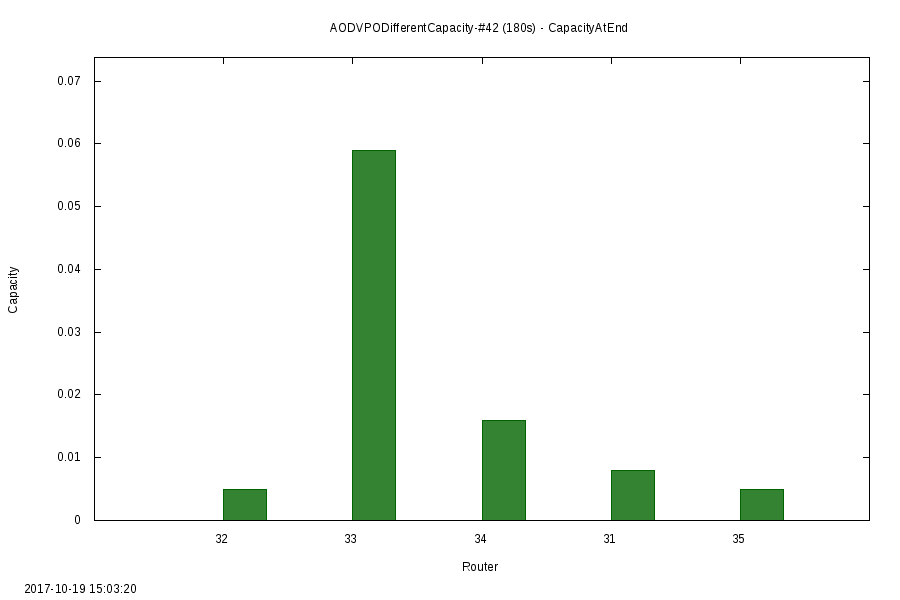 AODVPODifferentCapacity-#42 (180s) - CapacityAtEnd
0.07
0.06
0.05
0.04
0.03
0.02
0.01
0
Capacity
32 33 34 31 35
Router
2017-10-19 15:03:20